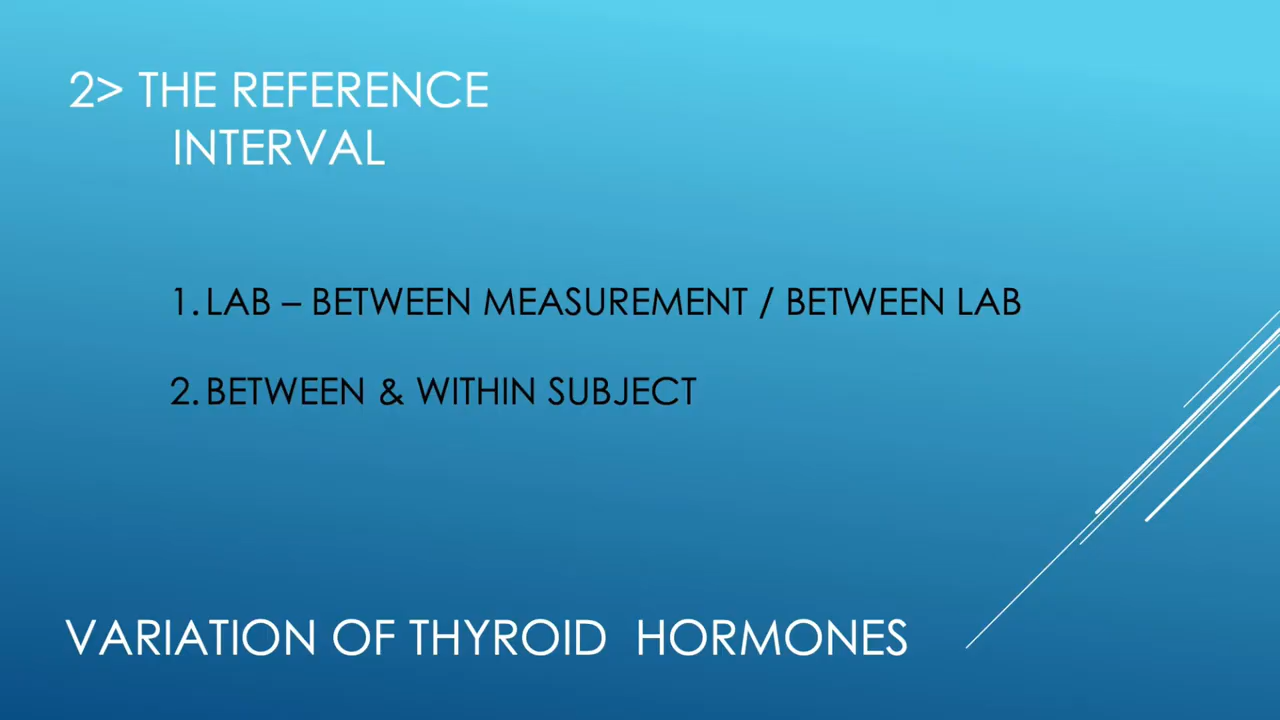 2> THE REFERENCE
INTERVAL
1. LAB – BETWEEN MEASUREMENT / BETWEEN LAB
2. BETWEEN & WITHIN SUBJECT
VARIATION OF THYROID HORMONES